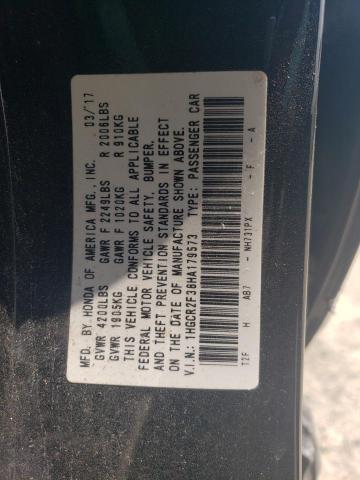 MFD. BY HONDA OF AMERICA MFG., INC. 03/17
GVWR 4200LBS GAWR F 2249LBS R 2006LBS
GVWR 1905KG GAWR F 1020KG R 910KG
THIS VEHICLE CONFORMS TO ALL APPLICABLE
FEDERAL MOTOR VEHICLE SAFETY, BUMPER,
AND THEFT PREVENTION STANDARDS IN EFFECT
ON THE DATE OF MANUFACTURE SHOWN ABOVE.
V.I.N.: 1HGCR2F38HA179573 TYPE: PASSENGER CAR
T2F H AB7 - NH731PX - F - A